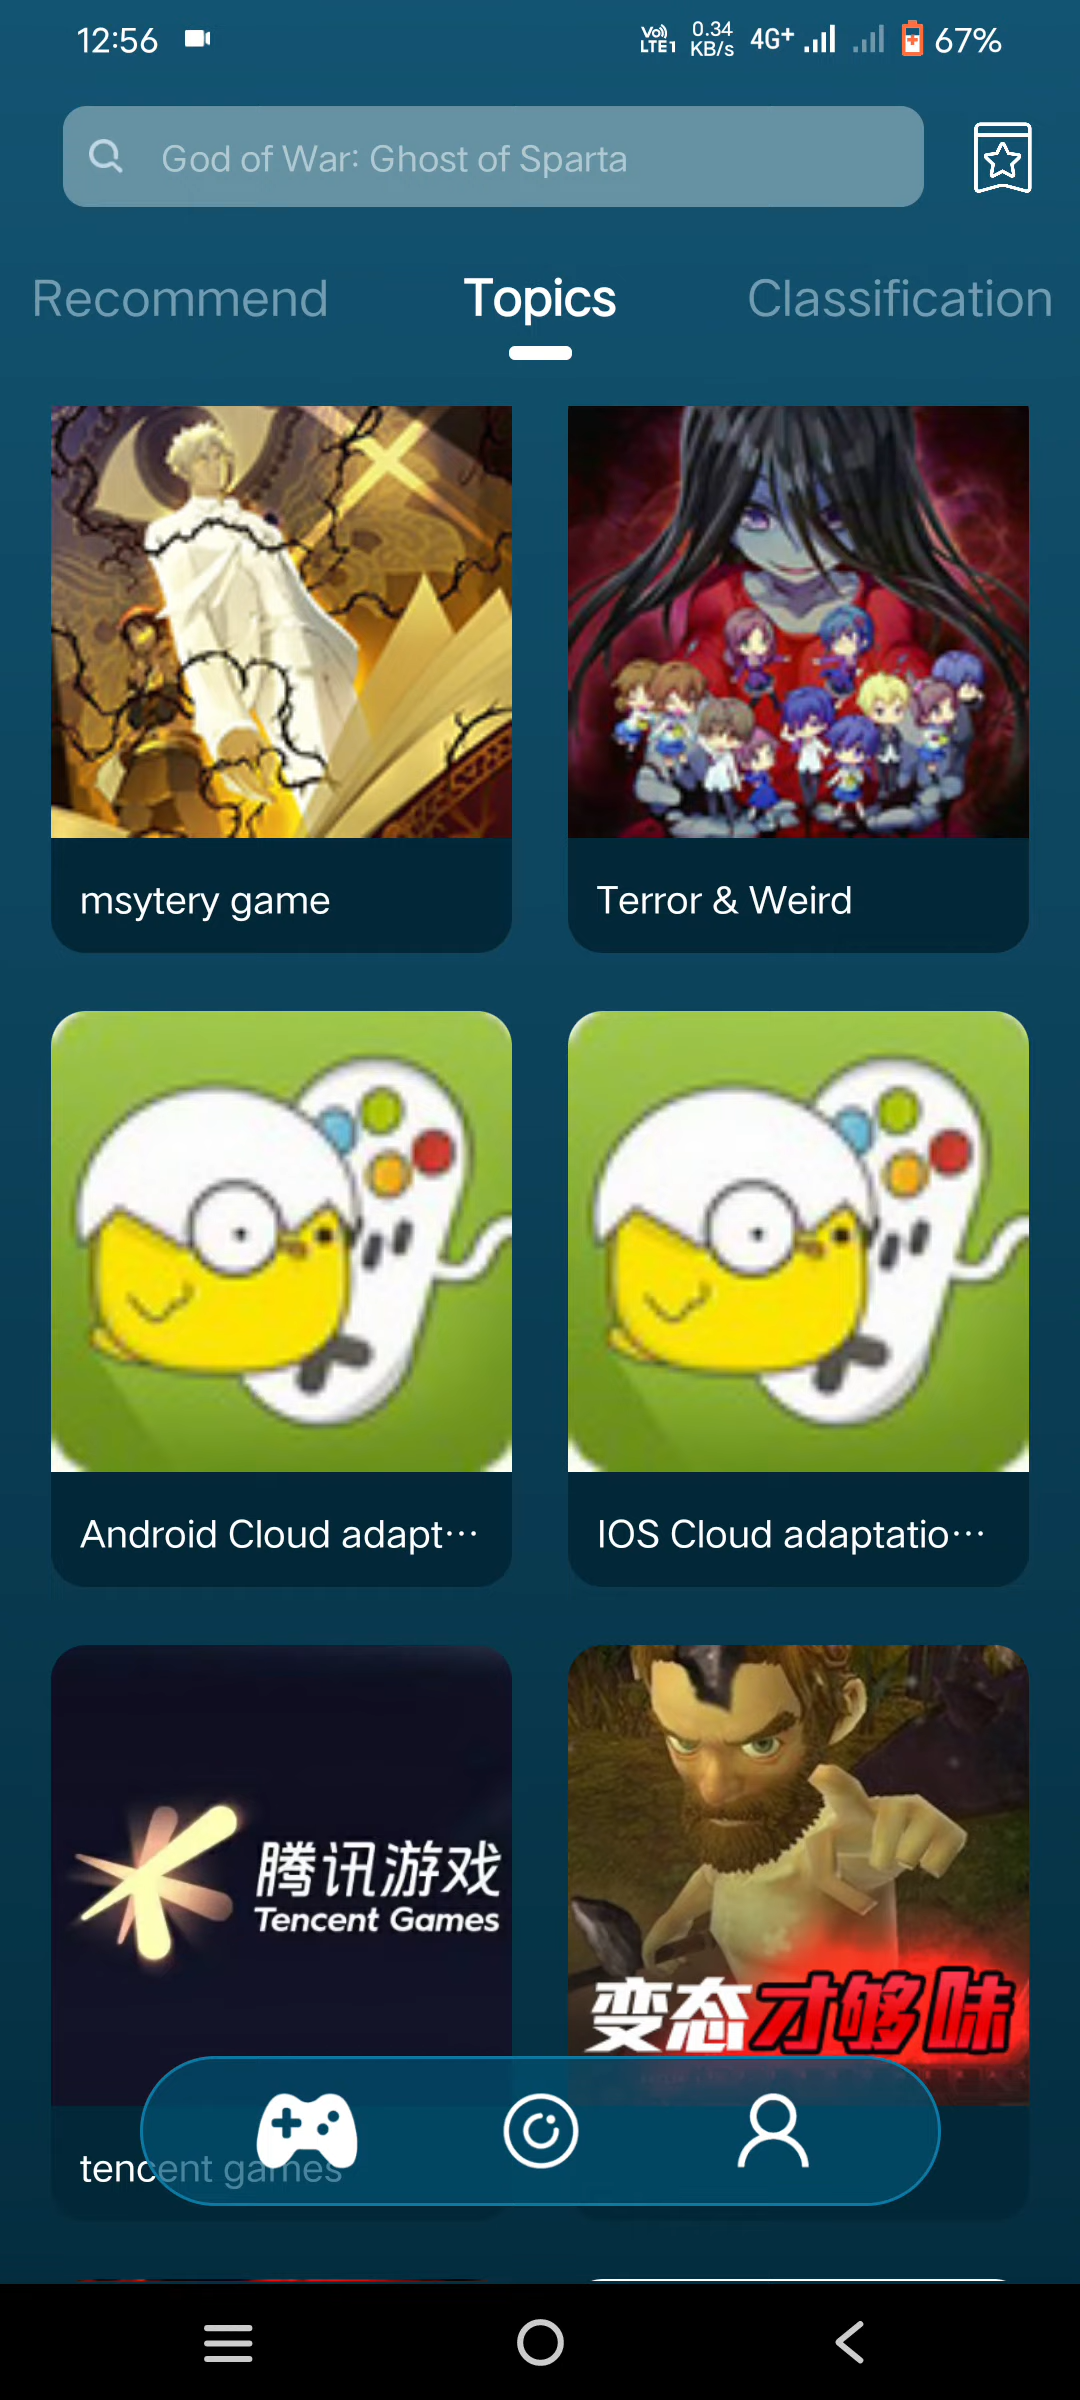 12:56
Vo))
LTE1
0.34
KB/s
4G+
67%
God of War: Ghost of Sparta
Recommend
Topics
Classification
msytery game
Terror & Weird
Android Cloud adapt···
IOS Cloud adaptatio···
腾讯游戏
Tencent Games
变态才够味
tencent games